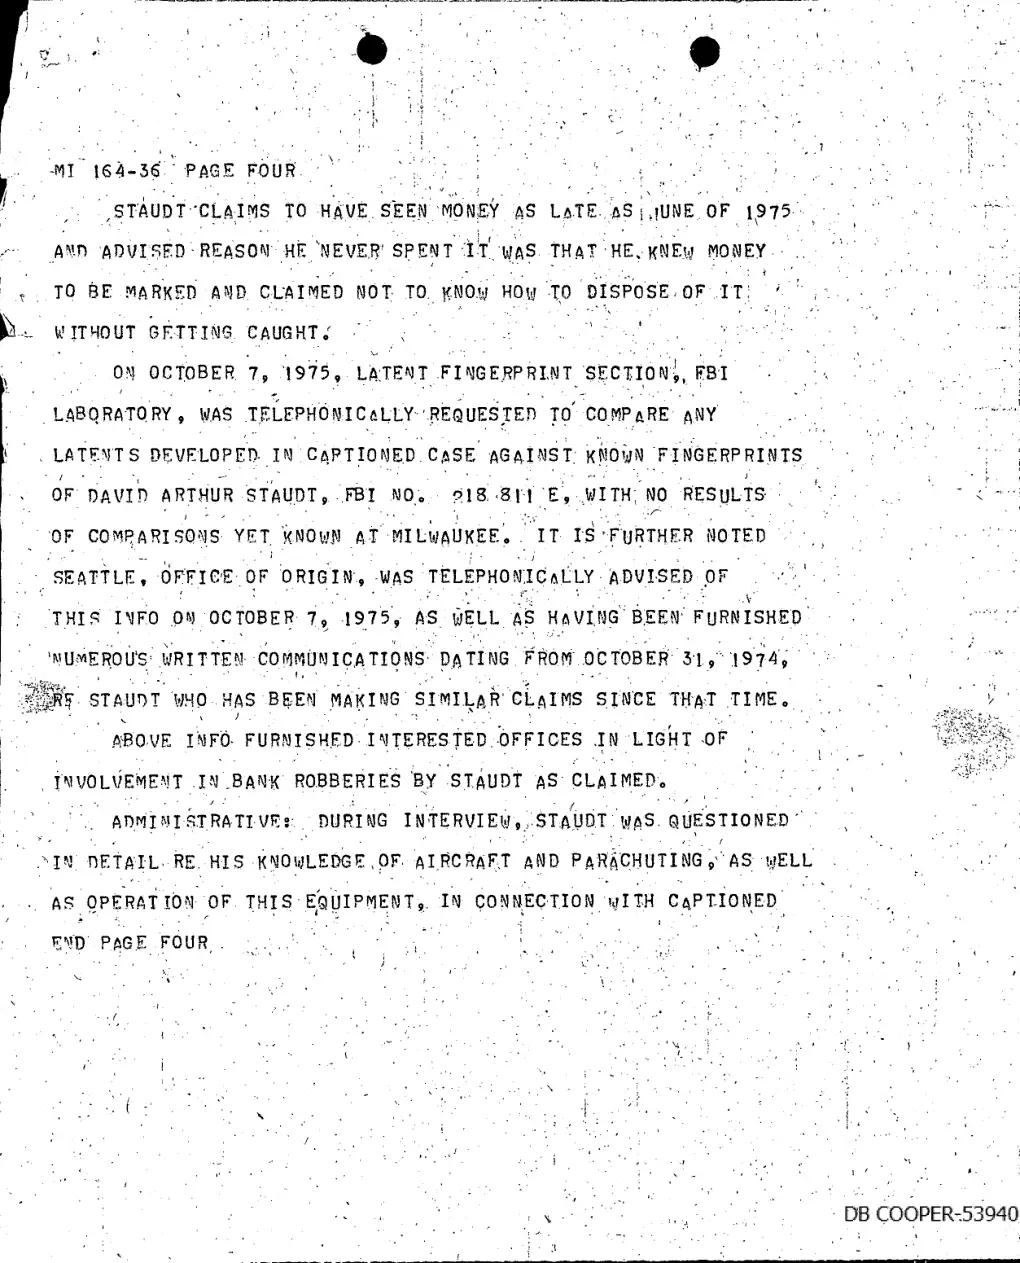 MI 164-36 PAGE FOUR
STAUDT CLAIMS TO HAVE SEEN MONEY AS LATE AS JUNE OF 1975
AND ADVISED REASON HE NEVER SPENT IT WAS THAT HE KNEW MONEY
TO BE MARKED AND CLAIMED NOT TO KNOW HOW TO DISPOSE OF IT
WITHOUT GETTING CAUGHT.
ON OCTOBER 7, 1975, LATENT FINGERPRINT SECTION, FBI
LABORATORY, WAS TELEPHONICALLY REQUESTED TO COMPARE ANY
LATENTS DEVELOPED IN CAPTIONED CASE AGAINST KNOWN FINGERPRINTS
OF DAVID ARTHUR STAUDT, FBI NO. 218 811 E, WITH NO RESULTS
OF COMPARISONS YET KNOWN AT MILWAUKEE. IT IS FURTHER NOTED
SEATTLE, OFFICE OF ORIGIN, WAS TELEPHONICALLY ADVISED OF
THIS INFO ON OCTOBER 7, 1975, AS WELL AS HAVING BEEN FURNISHED
NUMEROUS WRITTEN COMMUNICATIONS DATING FROM OCTOBER 31, 1974,
RE STAUDT WHO HAS BEEN MAKING SIMILAR CLAIMS SINCE THAT TIME.
ABOVE INFO FURNISHED INTERESTED OFFICES IN LIGHT OF
INVOLVEMENT IN BANK ROBBERIES BY STAUDT AS CLAIMED.
ADMINISTRATIVE: DURING INTERVIEW, STAUDT WAS QUESTIONED
IN DETAIL RE HIS KNOWLEDGE OF AIRCRAFT AND PARACHUTING, AS WELL
AS OPERATION OF THIS EQUIPMENT, IN CONNECTION WITH CAPTIONED
END PAGE FOUR
DB COOPER-53940